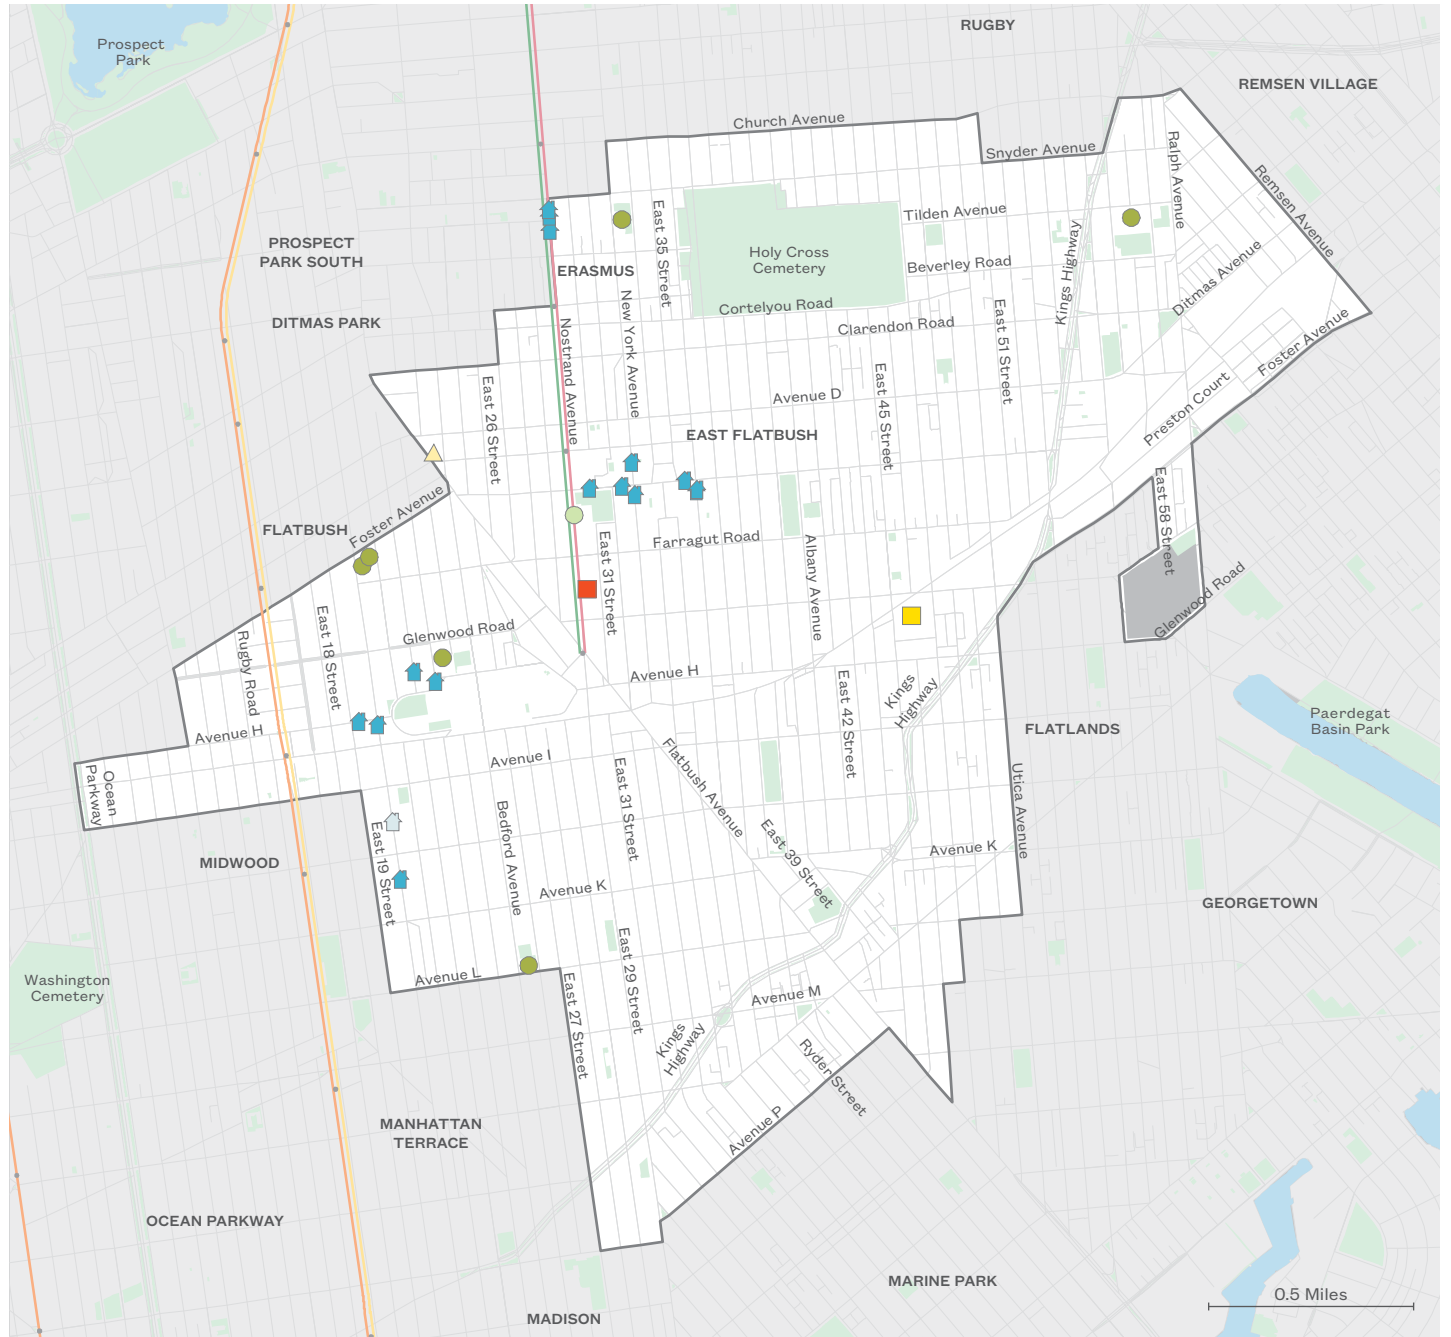 RUGBY
Prospect
Park
REMSEN VILLAGE
Church Avenue
Snyder Avenue
Ralph Avenue
Remsen Avenue
East 35 Street
Tilden Avenue
PROSPECT
PARK SOUTH
Holy Cross
Cemetery
Kings Highway
ERASMUS
Beverley Road
Ditmas Avenue
New York Avenue
Cortelyou Road
DITMAS PARK
Nostrand Avenue
Clarendon Road
East 51 Street
Foster Avenue
East 26 Street
Avenue D
East 45 Street
Preston Court
EAST FLATBUSH
East 58 Street
Foster Avenue
FLATBUSH
Farragut Road
East 31 Street
Albany Avenue
Glenwood Road
East 18 Street
Glenwood Road
Rugby Road
Avenue H
Kings
Highway
East 42 Street
Avenue H
FLATLANDS
Paerdegat
Basin Park
Avenue I
Flatbush Avenue
Ocean
Parkway
East 31 Street
Utica Avenue
Bedford Avenue
East 19 Street
East 39 Street
Avenue K
MIDWOOD
Avenue K
GEORGETOWN
East 29 Street
Washington
Cemetery
Avenue L
East 27 Street
Avenue M
Kings
Highway
Ryder Street
MANHATTAN
TERRACE
Avenue P
OCEAN PARKWAY
MARINE PARK
0.5 Miles
MADISON